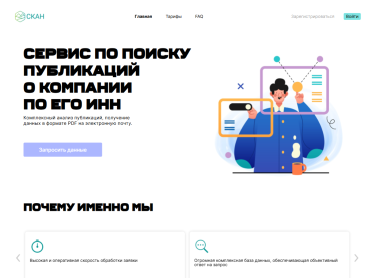 СКАН
Главная
Тарифы
FAQ
Зарегистрироваться
Войти
СЕРВИС ПО ПОИСКУ
ПУБЛИКАЦИЙ
О КОМПАНИИ
ПО ЕГО ИНН
Комплексный анализ публикаций, получение
данных в формате PDF на электронную почту.
Запросить данные
ПОЧЕМУ ИМЕННО МЫ
Высокая и оперативная скорость обработки заявки
Огромная комплексная база данных, обеспечивающая объективный
ответ на запрос